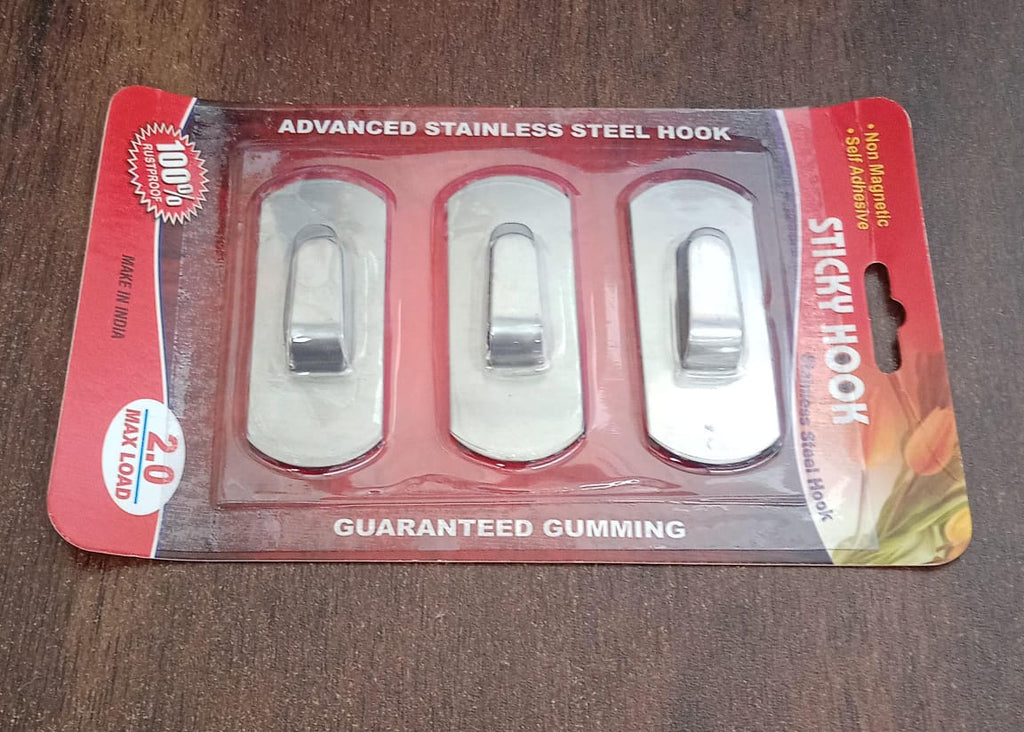 ADVANCED STAINLESS STEEL HOOK
• Non Magnetic
• Self Adhesive
STICKY HOOK
Stainless Steel Hook
100%
RUSTPROOF
MAKE IN INDIA
2.0
MAX LOAD
GUARANTEED GUMMING